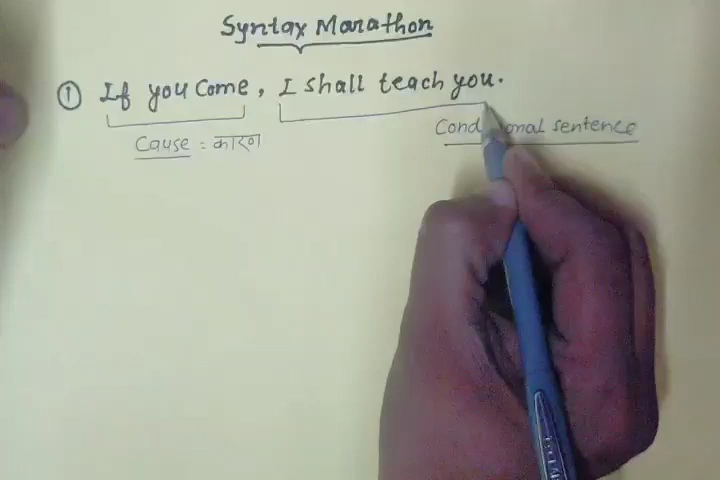 Syntax Marathon
① If you come, I shall teach you.
Cause = कारण
sentence